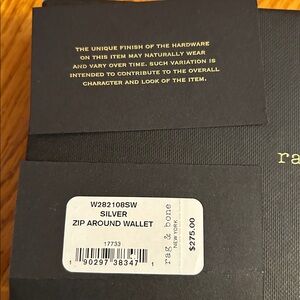 THE UNIQUE FINISH OF THE HARDWARE
ON THIS ITEM MAY NATURALLY WEAR
AND VARY OVER TIME. SUCH VARIATION IS
INTENDED TO CONTRIBUTE TO THE OVERALL
CHARACTER AND LOOK OF THE ITEM.
ra
W282108SW
SILVER
ZIP AROUND WALLET
17733
1 90297 38347 1
rag & bone
NEW YORK
$275.00